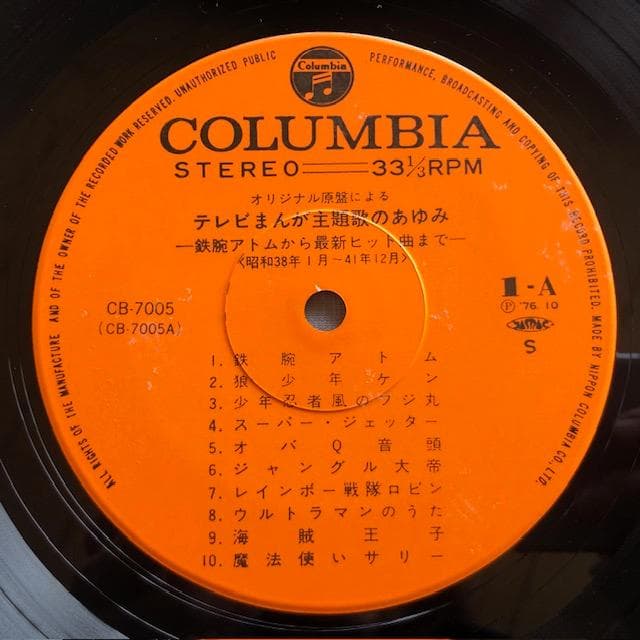 ALL RIGHTS OF THE MANUFACTURE AND OF THE OWNER OF THE RECORDED WORK RESERVED. UNAUTHORIZED PUBLIC PERFORMANCE, BROADCASTING AND COPYING OF THIS RECORD PROHIBITED. MADE BY NIPPON COLUMBIA CO., LTD.
Columbia
COLUMBIA
STEREO 33 1/3 RPM
オリジナル原盤による
テレビまんが主題歌のあゆみ
—鉄腕アトムから最新ヒット曲まで—
〈昭和38年1月~41年12月〉
CB-7005
(CB-7005A)
1-A
Ⓟ '76. 10
JASRAC
S
1. 鉄腕アトム
2. 狼少年ケン
3. 少年忍者風のフジ丸
4. スーパー・ジェッター
5. オバQ音頭
6. ジャングル大帝
7. レインボー戦隊ロビン
8. ウルトラマンのうた
9. 海賊王子
10. 魔法使いサリー